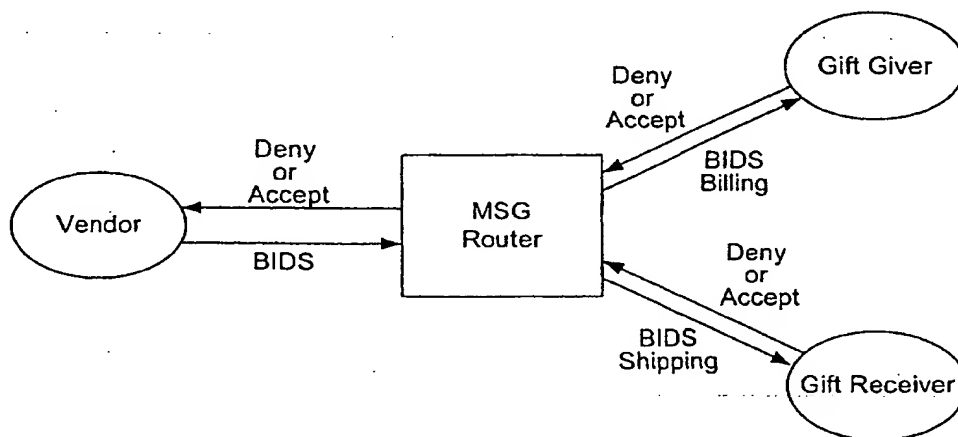 Gift Giver
Deny
or
Accept
BIDS
Billing
Deny
or
Accept
Vendor
BIDS
MSG
Router
Deny
or
Accept
BIDS
Shipping
Gift Receiver